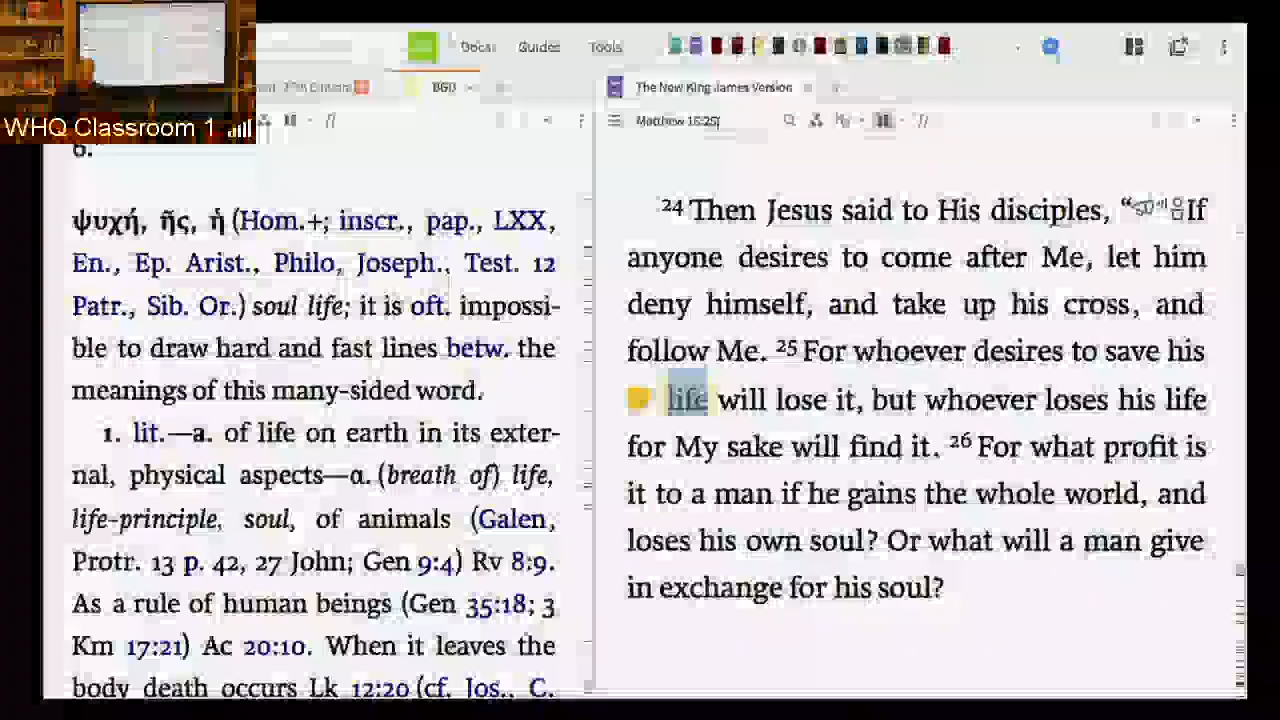 WHQ Classroom 1
Docs Guides Tools
BGD
The New King James Version
Matthew 16:25
6.
ψυχή, ῆς, ἡ (Hom.+; inscr., pap., LXX,
En., Ep. Arist., Philo, Joseph., Test. 12
Patr., Sib. Or.) soul life; it is oft. impossi-
ble to draw hard and fast lines betw. the
meanings of this many-sided word.
1. lit.—a. of life on earth in its exter-
nal, physical aspects—α. (breath of) life,
life-principle, soul, of animals (Galen,
Protr. 13 p. 42, 27 John; Gen 9:4) Rv 8:9.
As a rule of human beings (Gen 35:18; 3
Km 17:21) Ac 20:10. When it leaves the
body death occurs Lk 12:20 (cf. Jos., C.
24 Then Jesus said to His disciples, “If
anyone desires to come after Me, let him
deny himself, and take up his cross, and
follow Me. 25 For whoever desires to save his
life will lose it, but whoever loses his life
for My sake will find it. 26 For what profit is
it to a man if he gains the whole world, and
loses his own soul? Or what will a man give
in exchange for his soul?